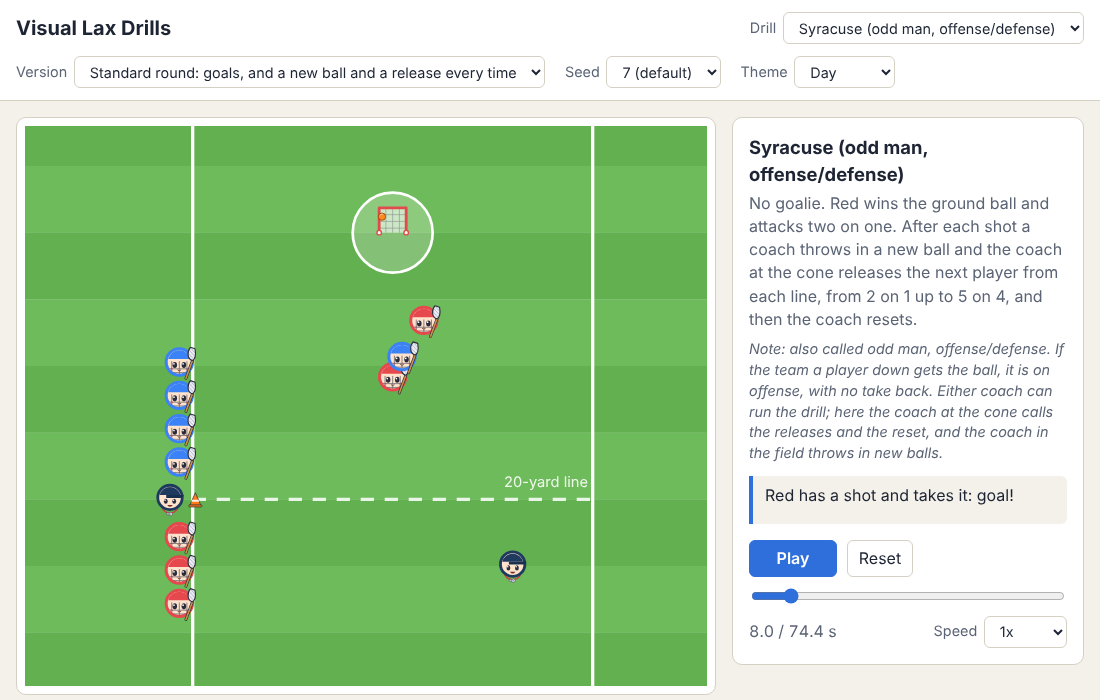 Visual Lax Drills
Drill
Syracuse (odd man, offense/defense)
Version
Standard round: goals, and a new ball and a release every time
Seed
7 (default)
Theme
Day
20-yard line
Syracuse (odd man,
offense/defense)
No goalie. Red wins the ground ball and
attacks two on one. After each shot a
coach throws in a new ball and the coach
at the cone releases the next player from
each line, from 2 on 1 up to 5 on 4, and
then the coach resets.
Note: also called odd man, offense/defense. If
the team a player down gets the ball, it is on
offense, with no take back. Either coach can
run the drill; here the coach at the cone calls
the releases and the reset, and the coach in
the field throws in new balls.
Red has a shot and takes it: goal!
Play
Reset
8.0 / 74.4 s
Speed
1x